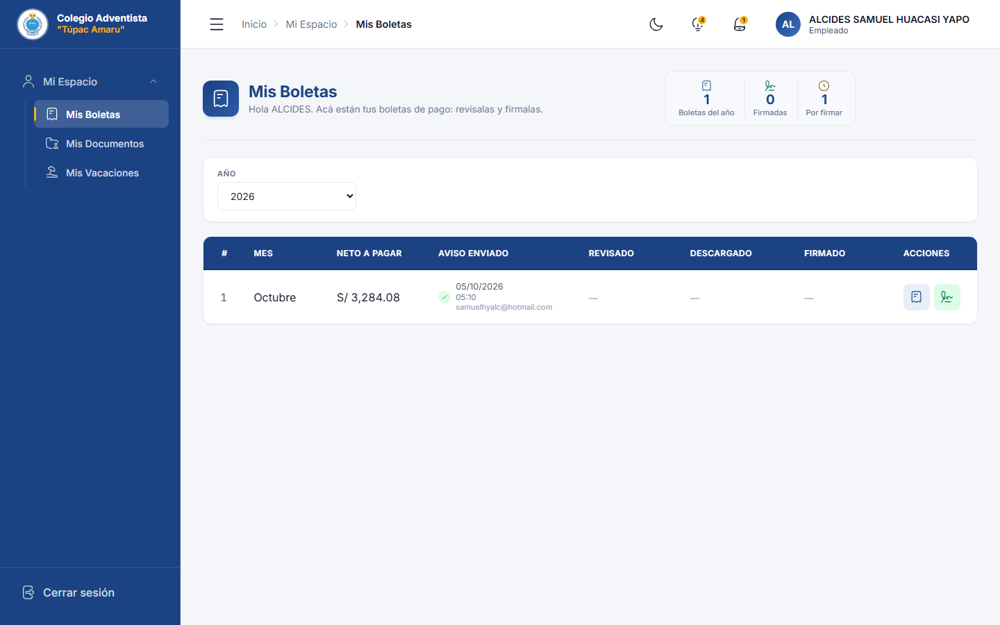 Colegio Adventista
"Túpac Amaru"
Mi Espacio
Mis Boletas
Mis Documentos
Mis Vacaciones
Cerrar sesión
Inicio > Mi Espacio > Mis Boletas
4
1
AL
ALCIDES SAMUEL HUACASI YAPO
Empleado
Mis Boletas
Hola ALCIDES. Acá están tus boletas de pago: revísalas y fírmalas.
1
Boletas del año
0
Firmadas
1
Por firmar
AÑO
2026
# MES NETO A PAGAR AVISO ENVIADO REVISADO DESCARGADO FIRMADO ACCIONES
1 Octubre S/ 3,284.08 05/10/2026 — — —
05:10
samuelhyalc@hotmail.com